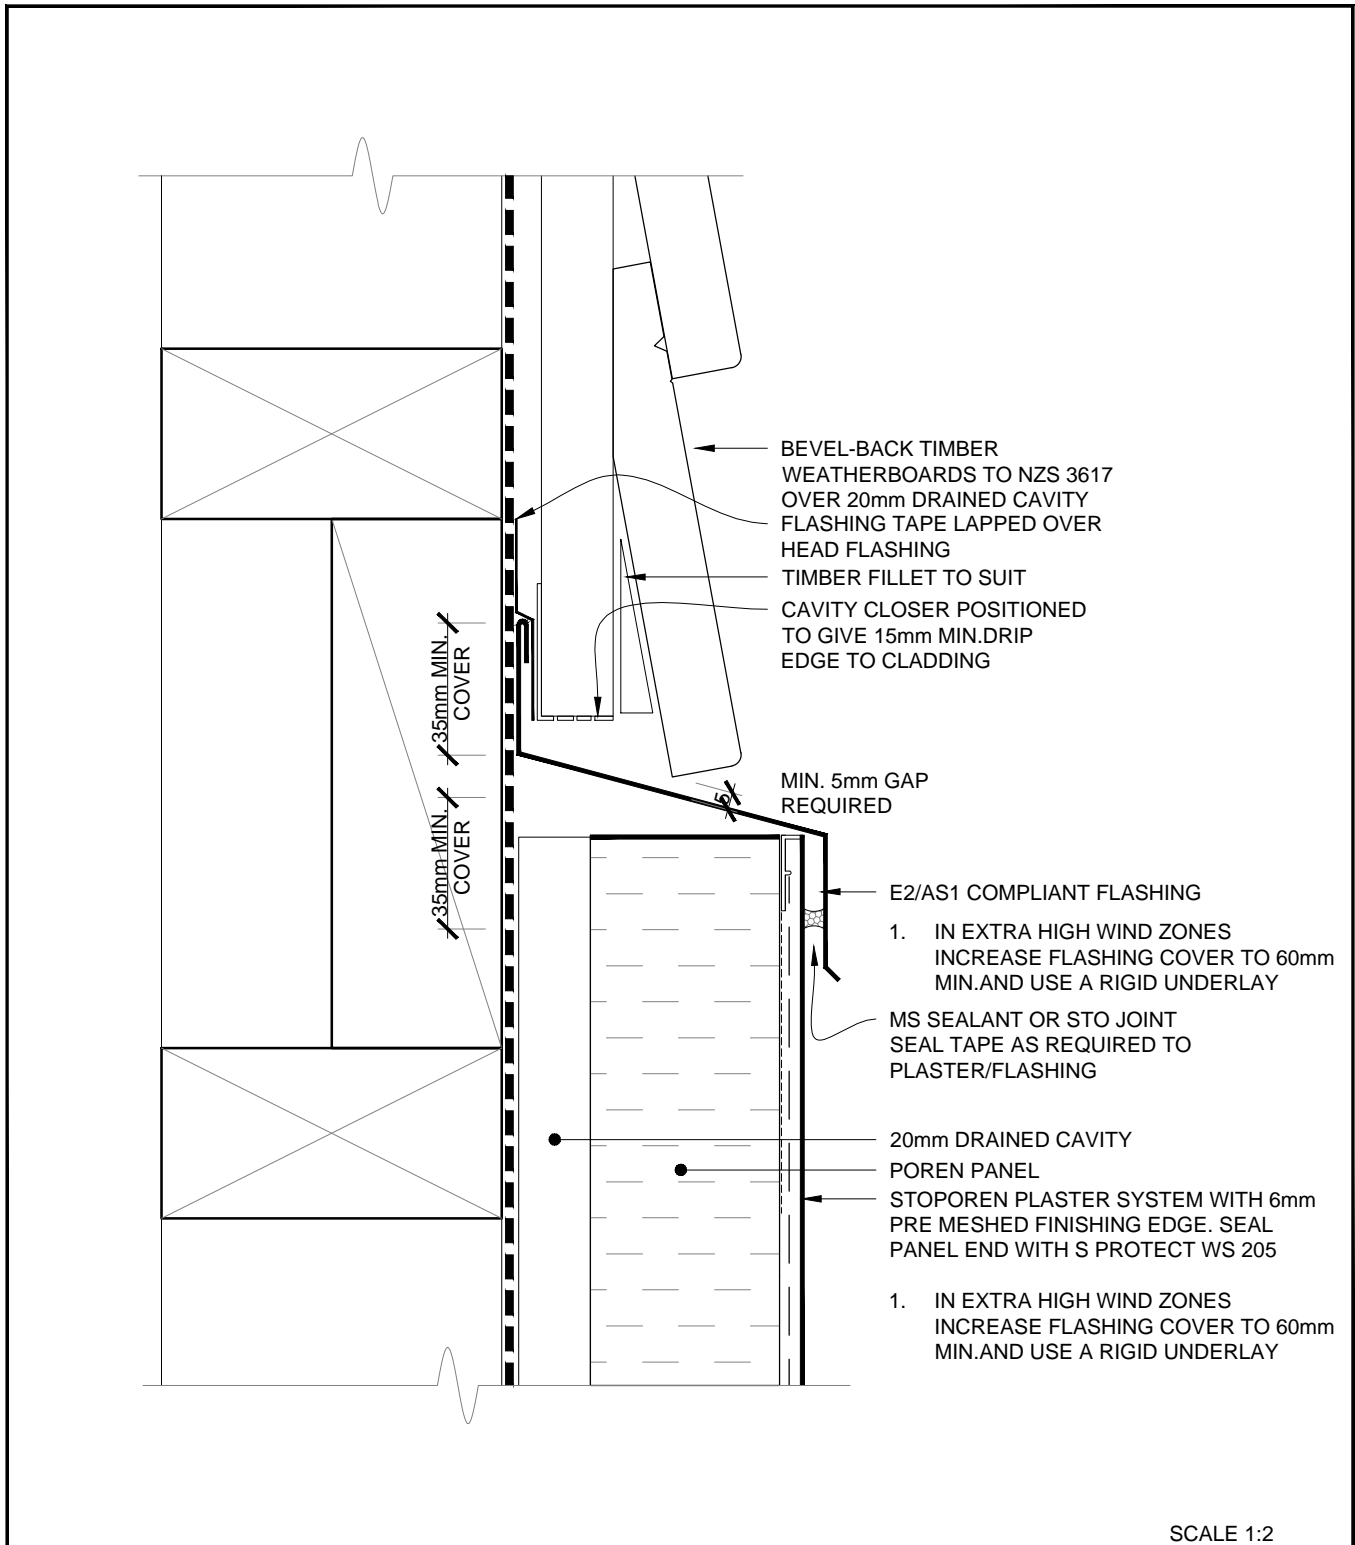 BEVEL-BACK TIMBER
WEATHERBOARDS TO NZS 3617
OVER 20mm DRAINED CAVITY
FLASHING TAPE LAPPED OVER
HEAD FLASHING
TIMBER FILLET TO SUIT
CAVITY CLOSER POSITIONED
TO GIVE 15mm MIN.DRIP
EDGE TO CLADDING
35mm MIN.
COVER
MIN. 5mm GAP
REQUIRED
5
35mm MIN.
COVER
E2/AS1 COMPLIANT FLASHING
1. IN EXTRA HIGH WIND ZONES
INCREASE FLASHING COVER TO 60mm
MIN.AND USE A RIGID UNDERLAY
MS SEALANT OR STO JOINT
SEAL TAPE AS REQUIRED TO
PLASTER/FLASHING
20mm DRAINED CAVITY
POREN PANEL
STOPOREN PLASTER SYSTEM WITH 6mm
PRE MESHED FINISHING EDGE. SEAL
PANEL END WITH S PROTECT WS 205
1. IN EXTRA HIGH WIND ZONES
INCREASE FLASHING COVER TO 60mm
MIN.AND USE A RIGID UNDERLAY
SCALE 1:2